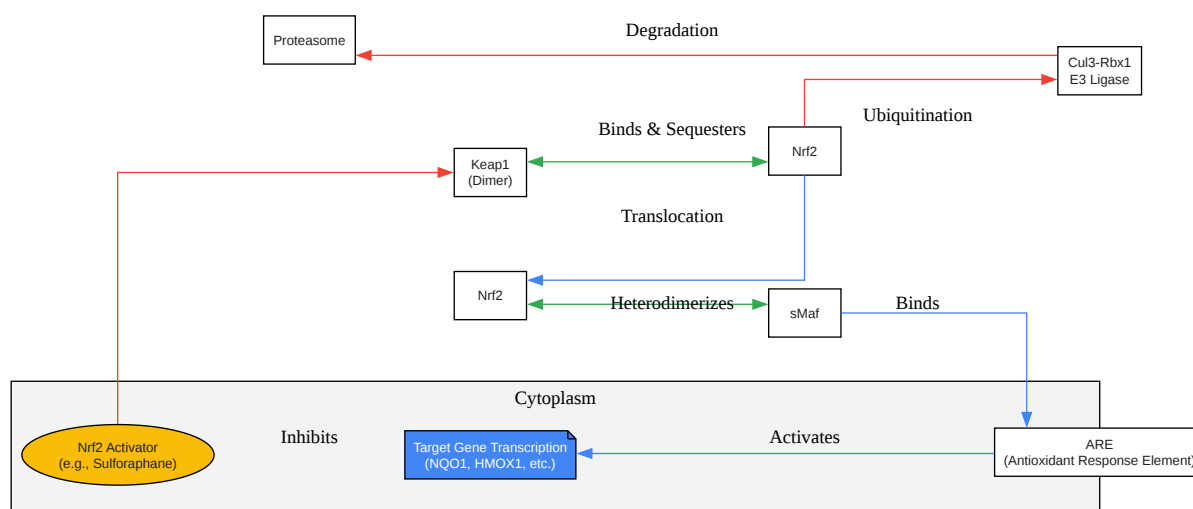 Degradation
Proteasome
Cul3-Rbx1
E3 Ligase
Ubiquitination
Binds & Sequesters
Nrf2
Keap1
(Dimer)
Translocation
Nrf2
Heterodimerizes
sMaf
Binds
Cytoplasm
Nrf2 Activator
(e.g., Sulforaphane)
Inhibits
Target Gene Transcription
(NQO1, HMOX1, etc.)
Activates
ARE
(Antioxidant Response Element)